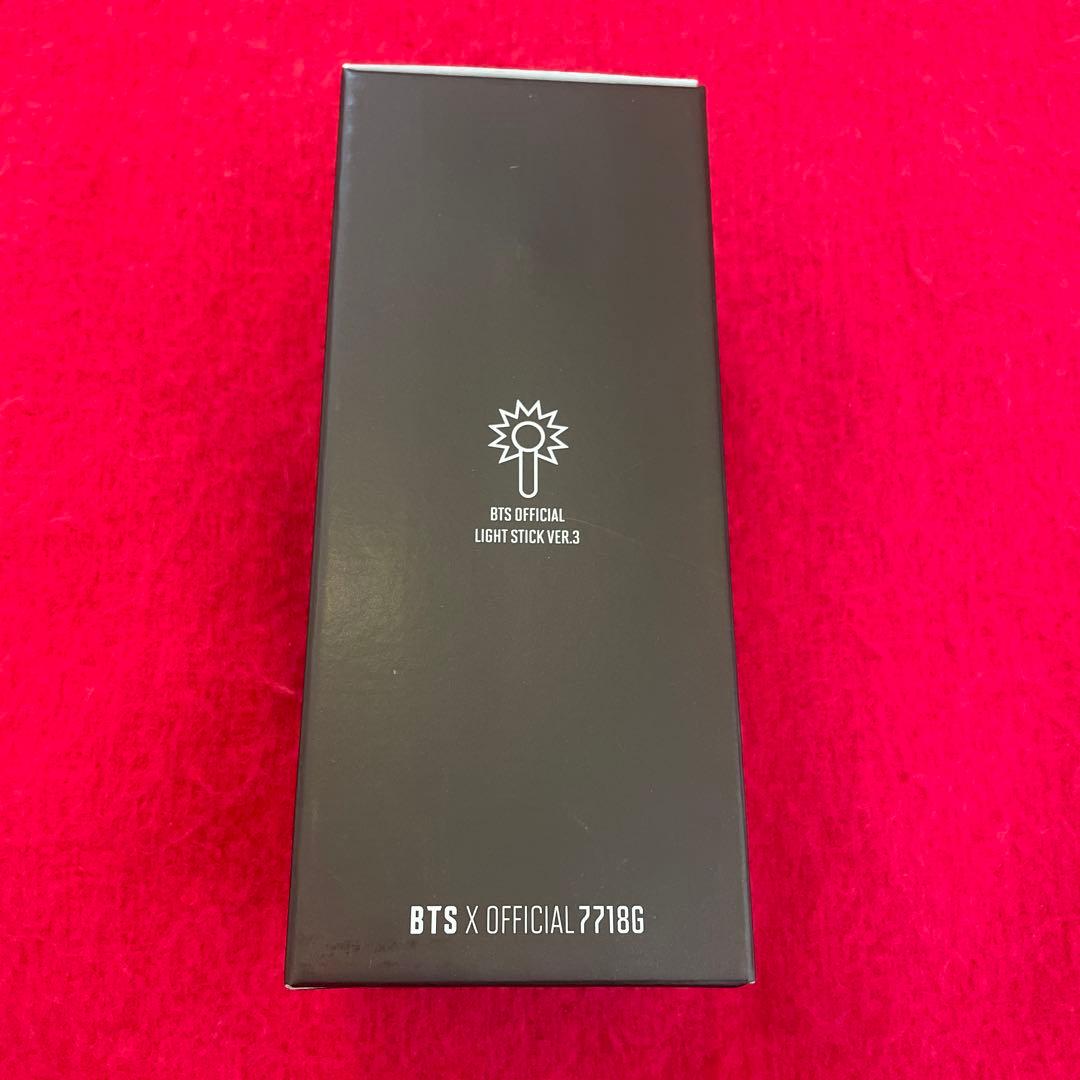 BTS OFFICIAL
LIGHT STICK VER.3
BTS X OFFICIAL 7718G